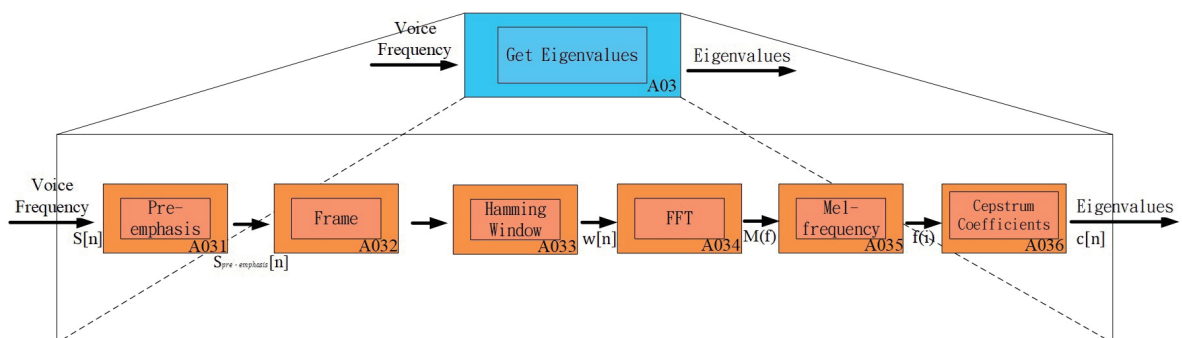 Voice
Frequency
Get Eigenvalues
Eigenvalues
A03
Voice
Frequency
S[n]
Pre-
emphasis
A031
Spre - emphasis[n]
Frame
A032
Hamming
Window
A033
w[n]
FFT
A034
M(f)
Mel-
frequency
A035
f(i)
Cepstrum
Coefficients
A036
Eigenvalues
c[n]